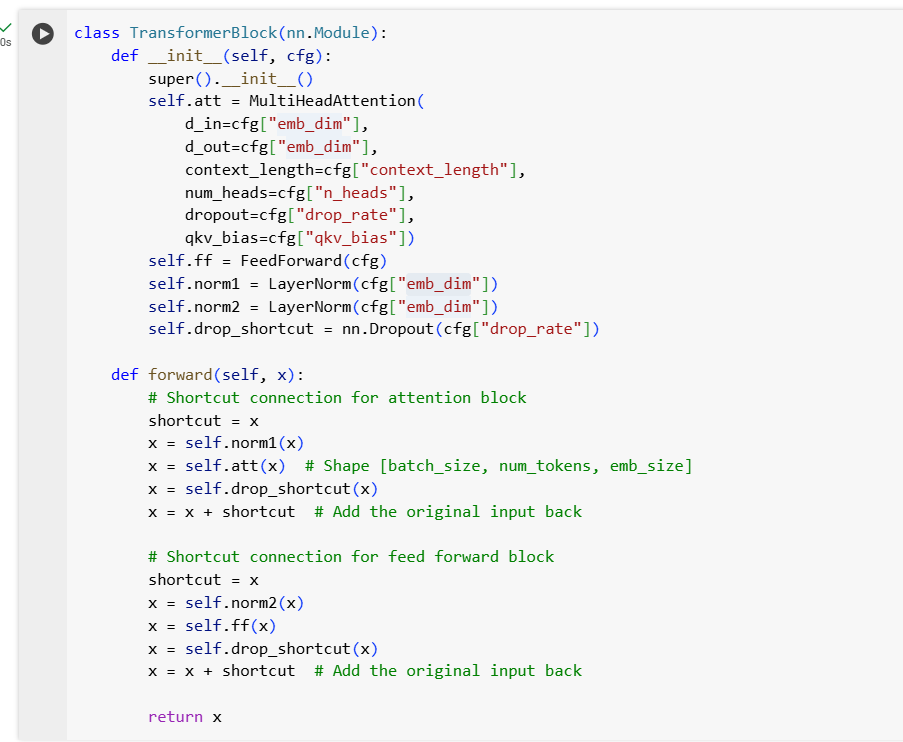 0s
class TransformerBlock(nn.Module):
    def __init__(self, cfg):
        super().__init__()
        self.att = MultiHeadAttention(
            d_in=cfg["emb_dim"],
            d_out=cfg["emb_dim"],
            context_length=cfg["context_length"],
            num_heads=cfg["n_heads"],
            dropout=cfg["drop_rate"],
            qkv_bias=cfg["qkv_bias"])
        self.ff = FeedForward(cfg)
        self.norm1 = LayerNorm(cfg["emb_dim"])
        self.norm2 = LayerNorm(cfg["emb_dim"])
        self.drop_shortcut = nn.Dropout(cfg["drop_rate"])

    def forward(self, x):
        # Shortcut connection for attention block
        shortcut = x
        x = self.norm1(x)
        x = self.att(x)  # Shape [batch_size, num_tokens, emb_size]
        x = self.drop_shortcut(x)
        x = x + shortcut  # Add the original input back

        # Shortcut connection for feed forward block
        shortcut = x
        x = self.norm2(x)
        x = self.ff(x)
        x = self.drop_shortcut(x)
        x = x + shortcut  # Add the original input back

        return x